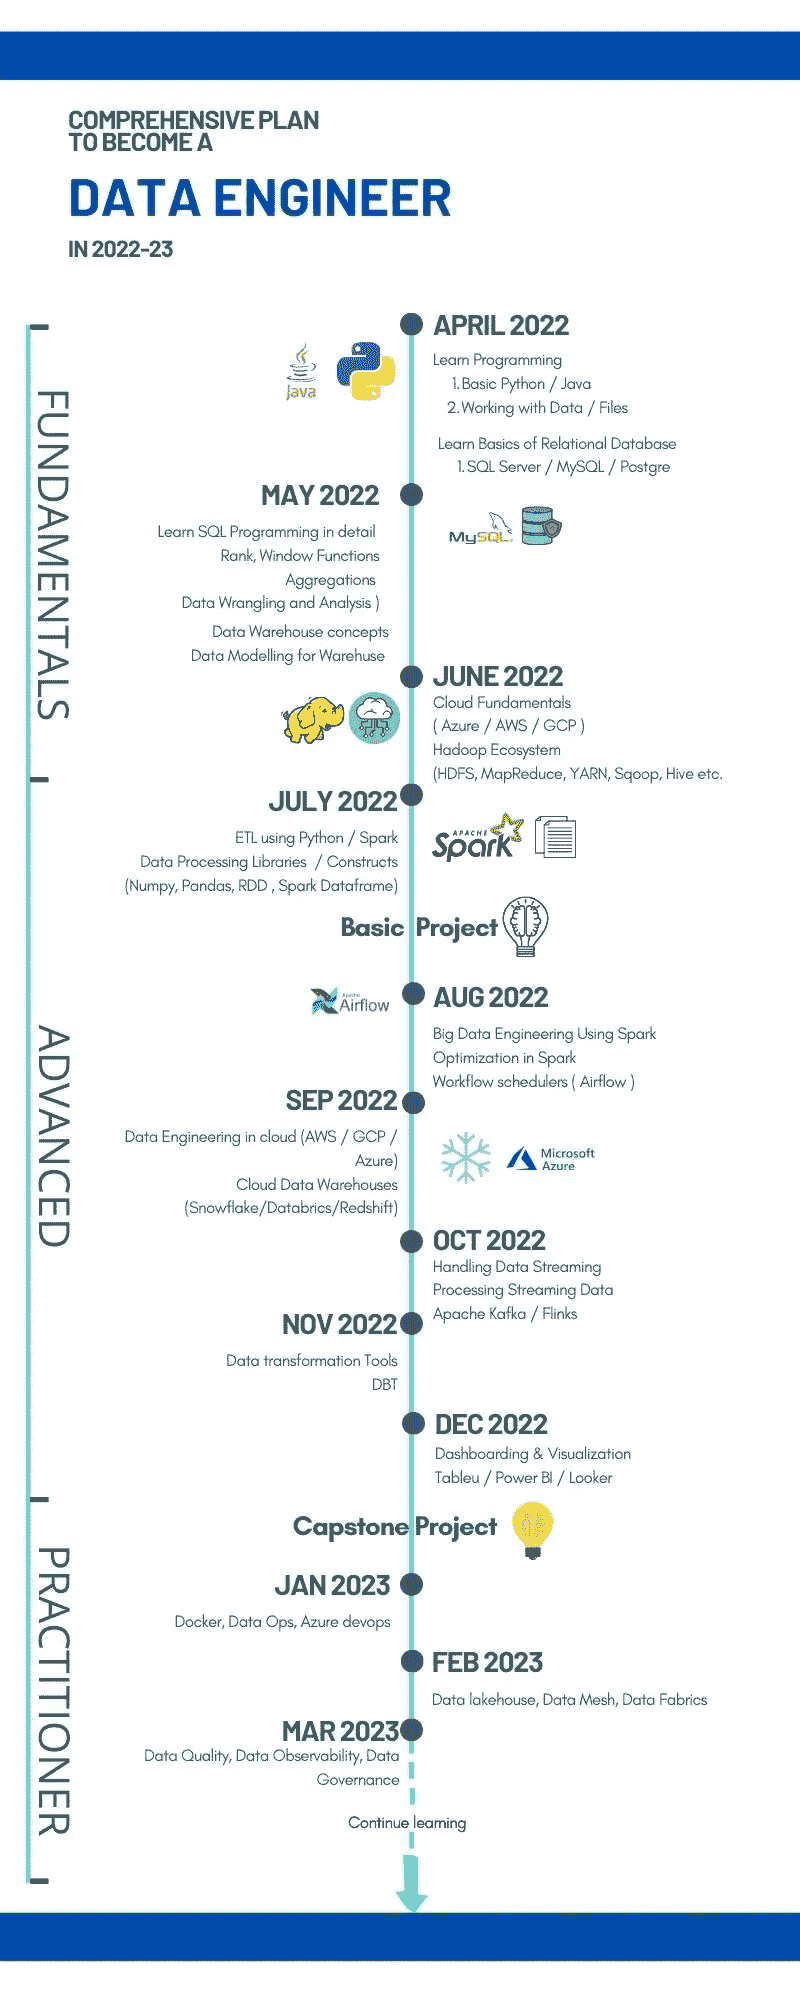 COMPREHENSIVE PLAN
TO BECOME A
DATA ENGINEER
IN 2022-23
FUNDAMENTALS
APRIL 2022
Java
Learn Programming
1. Basic Python / Java
2. Working with Data / Files
Learn Basics of Relational Database
1. SQL Server / MySQL / Postgre
MAY 2022
MySQL
Learn SQL Programming in detail
Rank, Window Functions
Aggregations
Data Wrangling and Analysis )
Data Warehouse concepts
Data Modelling for Warehuse
JUNE 2022
Cloud Fundamentals
( Azure / AWS / GCP )
Hadoop Ecosystem
(HDFS, MapReduce, YARN, Sqoop, Hive etc.
ADVANCED
JULY 2022
APACHE
Spark
ETL using Python / Spark
Data Processing Libraries / Constructs
(Numpy, Pandas, RDD , Spark Dataframe)
Basic Project
AUG 2022
Apache
Airflow
Big Data Engineering Using Spark
Optimization in Spark
Workflow schedulers ( Airflow )
SEP 2022
Data Engineering in cloud (AWS / GCP /
Azure)
Cloud Data Warehouses
(Snowflake/Databrics/Redshift)
Microsoft
Azure
OCT 2022
Handling Data Streaming
Processing Streaming Data
Apache Kafka / Flinks
NOV 2022
Data transformation Tools
DBT
DEC 2022
Dashboarding & Visualization
Tableu / Power BI / Looker
PRACTITIONER
Capstone Project
JAN 2023
Docker, Data Ops, Azure devops
FEB 2023
Data lakehouse, Data Mesh, Data Fabrics
MAR 2023
Data Quality, Data Observability, Data
Governance
Continue learning